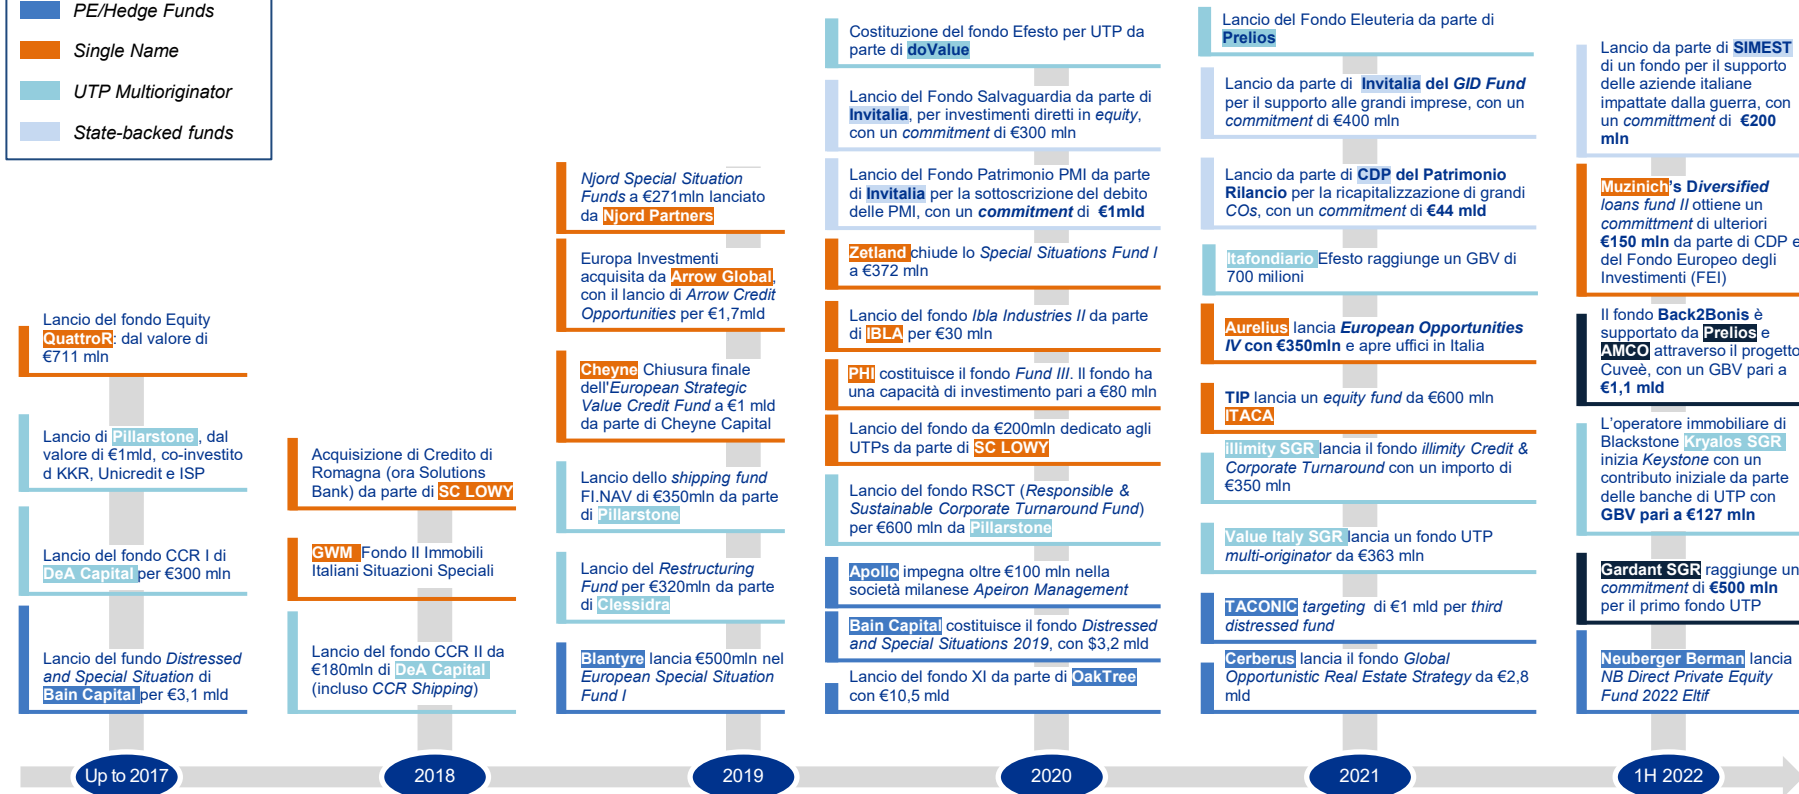 PE/Hedge Funds
Single Name
UTP Multioriginator
State-backed funds
Lancio del fondo Equity
QuattroR: dal valore di
€711 mln
Lancio di Pillarstone, dal
valore di €1mld, co-investito
d KKR, Unicredit e ISP
Lancio del fondo CCR I di
DeA Capital per €300 mln
Lancio del fundo Distressed
and Special Situation di
Bain Capital per €3,1 mld
Up to 2017
Acquisizione di Credito di
Romagna (ora Solutions
Bank) da parte di SC LOWY
GWM Fondo II Immobili
Italiani Situazioni Speciali
Lancio del fondo CCR II da
€180mln di DeA Capital
(incluso CCR Shipping)
2018
Njord Special Situation
Funds a €271mln lanciato
da Njord Partners
Europa Investimenti
acquisita da Arrow Global,
con il lancio di Arrow Credit
Opportunities per €1,7mld
Cheyne Chiusura finale
dell'European Strategic
Value Credit Fund a €1 mld
da parte di Cheyne Capital
Lancio dello shipping fund
FI.NAV di €350mln da parte
di Pillarstone
Lancio del Restructuring
Fund per €320mln da parte
di Clessidra
Blantyre lancia €500mln nel
European Special Situation
Fund I
2019
Costituzione del fondo Efesto per UTP da
parte di doValue
Lancio del Fondo Salvaguardia da parte di
Invitalia, per investimenti diretti in equity,
con un commitment di €300 mln
Lancio del Fondo Patrimonio PMI da parte
di Invitalia per la sottoscrizione del debito
delle PMI, con un commitment di €1mld
Zetland chiude lo Special Situations Fund I
a €372 mln
Lancio del fondo Ibla Industries II da parte
di IBLA per €30 mln
PHI costituisce il fondo Fund III. Il fondo ha
una capacità di investimento pari a €80 mln
Lancio del fondo da €200mln dedicato agli
UTPs da parte di SC LOWY
Lancio del fondo RSCT (Responsible &
Sustainable Corporate Turnaround Fund)
per €600 mln da Pillarstone
Apollo impegna oltre €100 mln nella
società milanese Apeiron Management
Bain Capital costituisce il fondo Distressed
and Special Situations 2019, con $3,2 mld
Lancio del fondo XI da parte di OakTree
con €10,5 mld
2020
Lancio del Fondo Eleuteria da parte di
Prelios
Lancio da parte di Invitalia del GID Fund
per il supporto alle grandi imprese, con un
commitment di €400 mln
Lancio da parte di CDP del Patrimonio
Rilancio per la ricapitalizzazione di grandi
COs, con un commitment di €44 mld
Itafondiario Efesto raggiunge un GBV di
700 milioni
Aurelius lancia European Opportunities
IV con €350mln e apre uffici in Italia
TIP lancia un equity fund da €600 mln
ITACA
illimity SGR lancia il fondo illimity Credit &
Corporate Turnaround con un importo di
€350 mln
Value Italy SGR lancia un fondo UTP
multi-originator da €363 mln
TACONIC targeting di €1 mld per third
distressed fund
Cerberus lancia il fondo Global
Opportunistic Real Estate Strategy da €2,8
mld
2021
Lancio da parte di SIMEST
di un fondo per il supporto
delle aziende italiane
impattate dalla guerra, con
un committment di €200
mln
Muzinich's Diversified
loans fund II ottiene un
committment di ulteriori
€150 mln da parte di CDP e
del Fondo Europeo degli
Investimenti (FEI)
Il fondo Back2Bonis è
supportato da Prelios e
AMCO attraverso il progetto
Cuveè, con un GBV pari a
€1,1 mld
L'operatore immobiliare di
Blackstone Kryalos SGR
inizia Keystone con un
contributo iniziale da parte
delle banche di UTP con
GBV pari a €127 mln
Gardant SGR raggiunge un
commitment di €500 mln
per il primo fondo UTP
Neuberger Berman lancia
NB Direct Private Equity
Fund 2022 Eltif
1H 2022